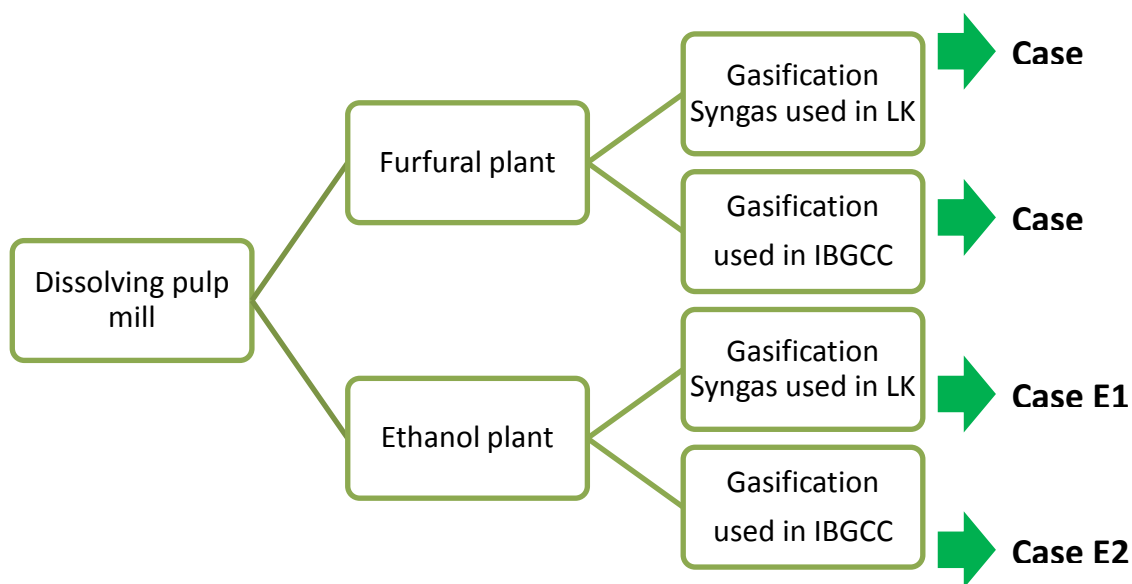 Dissolving pulp
mill
Furfural plant
Ethanol plant
Gasification
Syngas used in LK
Gasification
used in IBGCC
Gasification
Syngas used in LK
Gasification
used in IBGCC
Case
Case
Case E1
Case E2